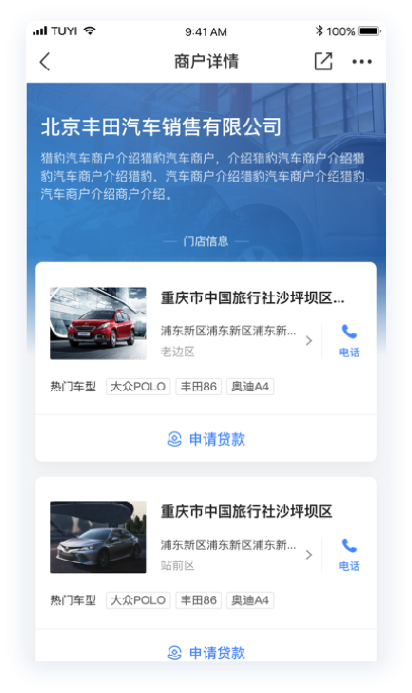 TUYI
9:41 AM
100%
商户详情
北京丰田汽车销售有限公司
猎豹汽车商户介绍猎豹汽车商户，介绍猎豹汽车商户介绍猎
豹汽车商户介绍猎豹，汽车商户介绍猎豹汽车商户介绍猎豹
汽车商户介绍商户介绍。
门店信息
重庆市中国旅行社沙坪坝区...
浦东新区浦东新区浦东新...
老边区
电话
热门车型 大众POLO 丰田86 奥迪A4
申请贷款
重庆市中国旅行社沙坪坝区
浦东新区浦东新区浦东新...
站前区
电话
热门车型 大众POLO 丰田86 奥迪A4
申请贷款